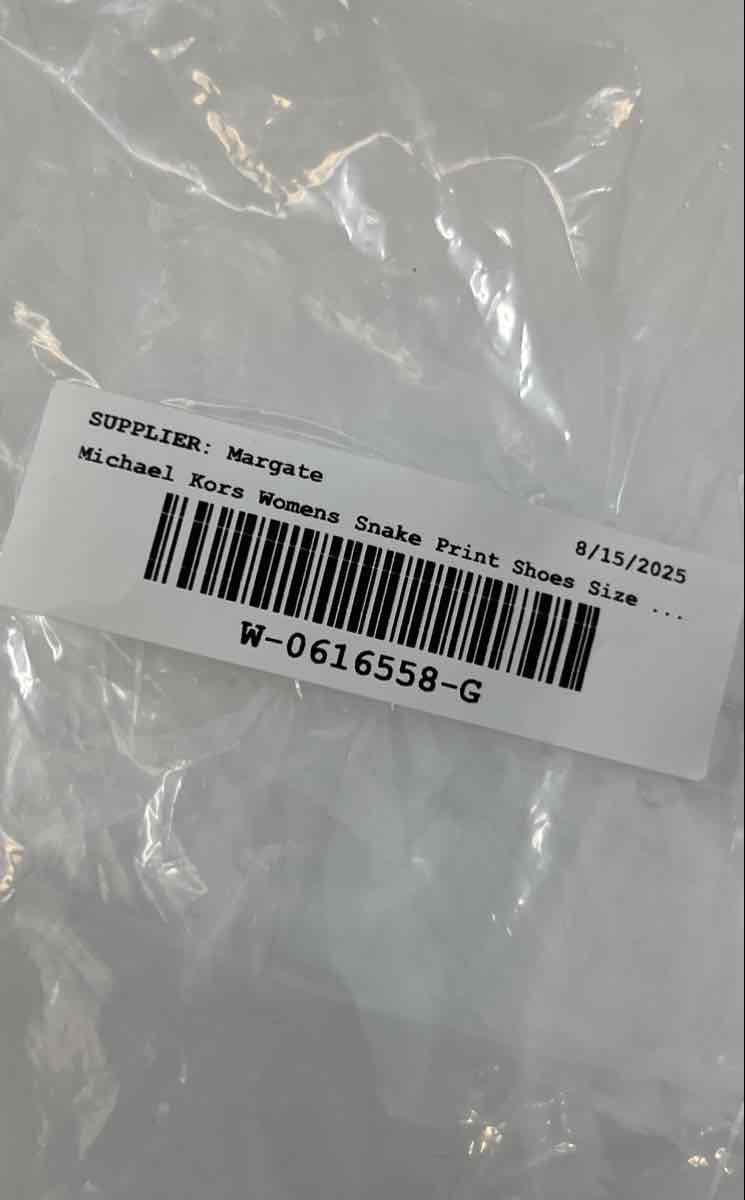 SUPPLIER: Margate
8/15/2025
Michael Kors Womens Snake Print Shoes Size ...
W-0616558-G